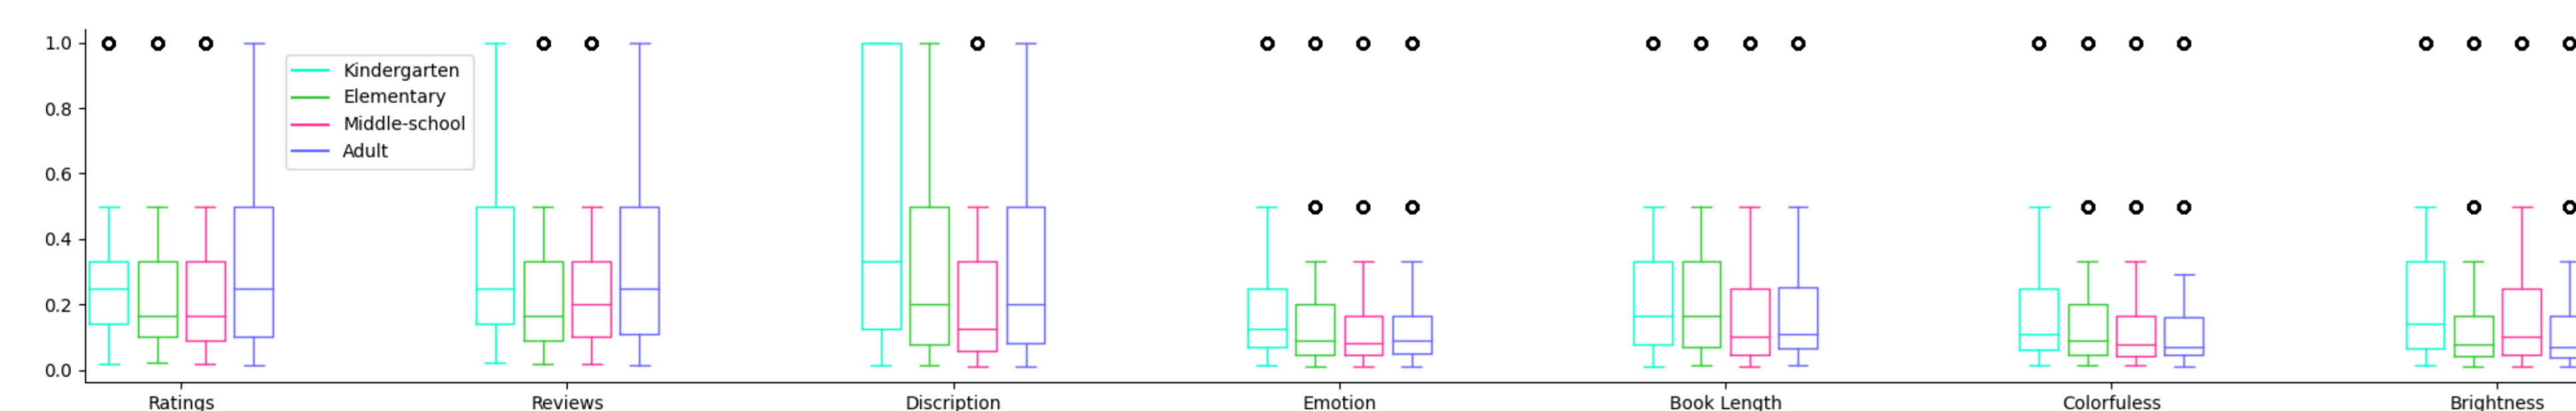 1.0
0.8
0.6
0.4
0.2
0.0
Kindergarten
Elementary
Middle-school
Adult
Ratings Reviews Discription Emotion Book Length Colorfuless Brightness